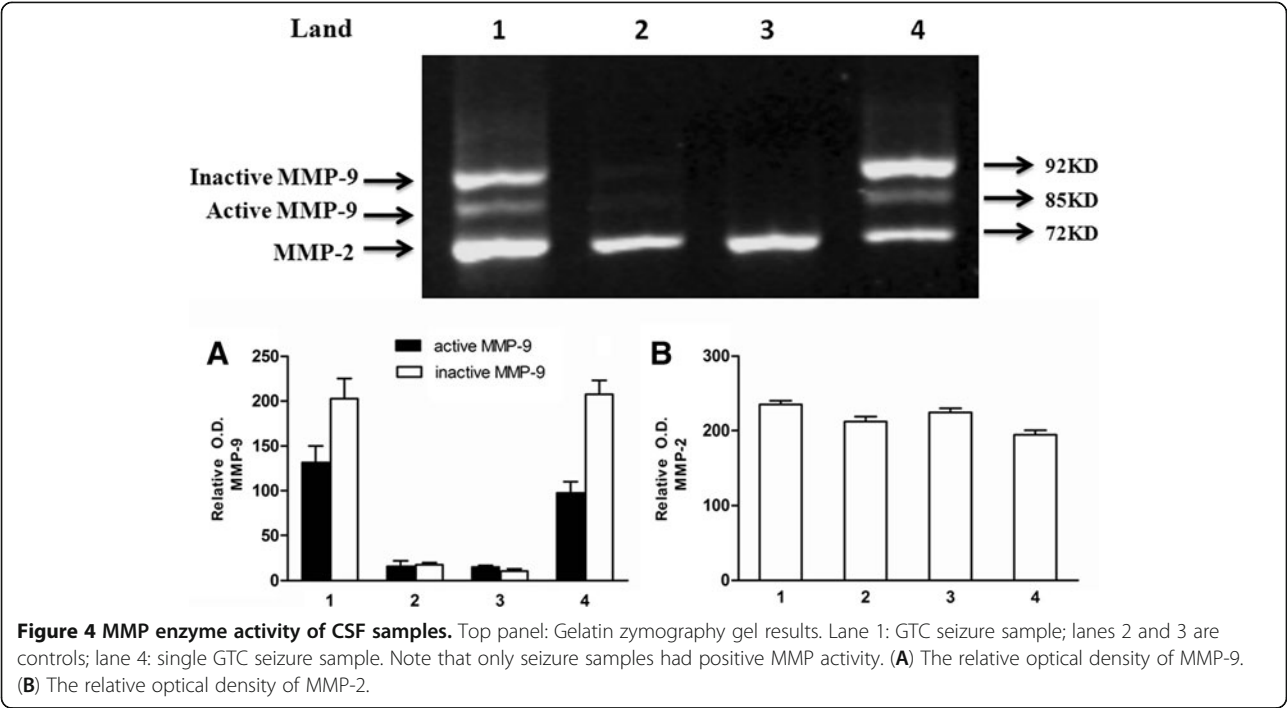 Land 1 2 3 4
Inactive MMP-9 92KD
Active MMP-9 85KD
MMP-2 72KD
A
active MMP-9
inactive MMP-9
250
200
150
100
50
0
Relative O.D.
MMP-9
1 2 3 4
B
300
200
100
0
Relative O.D.
MMP-2
1 2 3 4
Figure 4 MMP enzyme activity of CSF samples. Top panel: Gelatin zymography gel results. Lane 1: GTC seizure sample; lanes 2 and 3 are
controls; lane 4: single GTC seizure sample. Note that only seizure samples had positive MMP activity. (A) The relative optical density of MMP-9.
(B) The relative optical density of MMP-2.